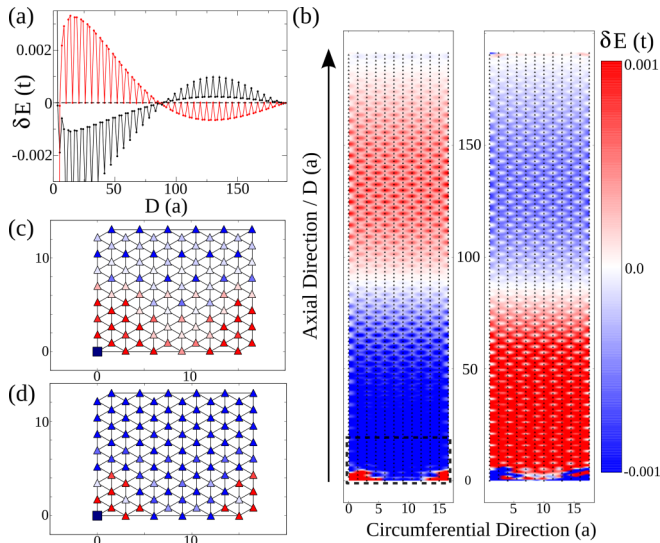 (a)
δE (t)
0.002
0
-0.002
0 50 100 150
D (a)
(b)
Axial Direction / D (a)
150
100
50
0
0 5 10 15
0 5 10 15
Circumferential Direction (a)
δE (t)
0.001
0.0
-0.001
(c)
10
0
0 10
(d)
10
0
0 10